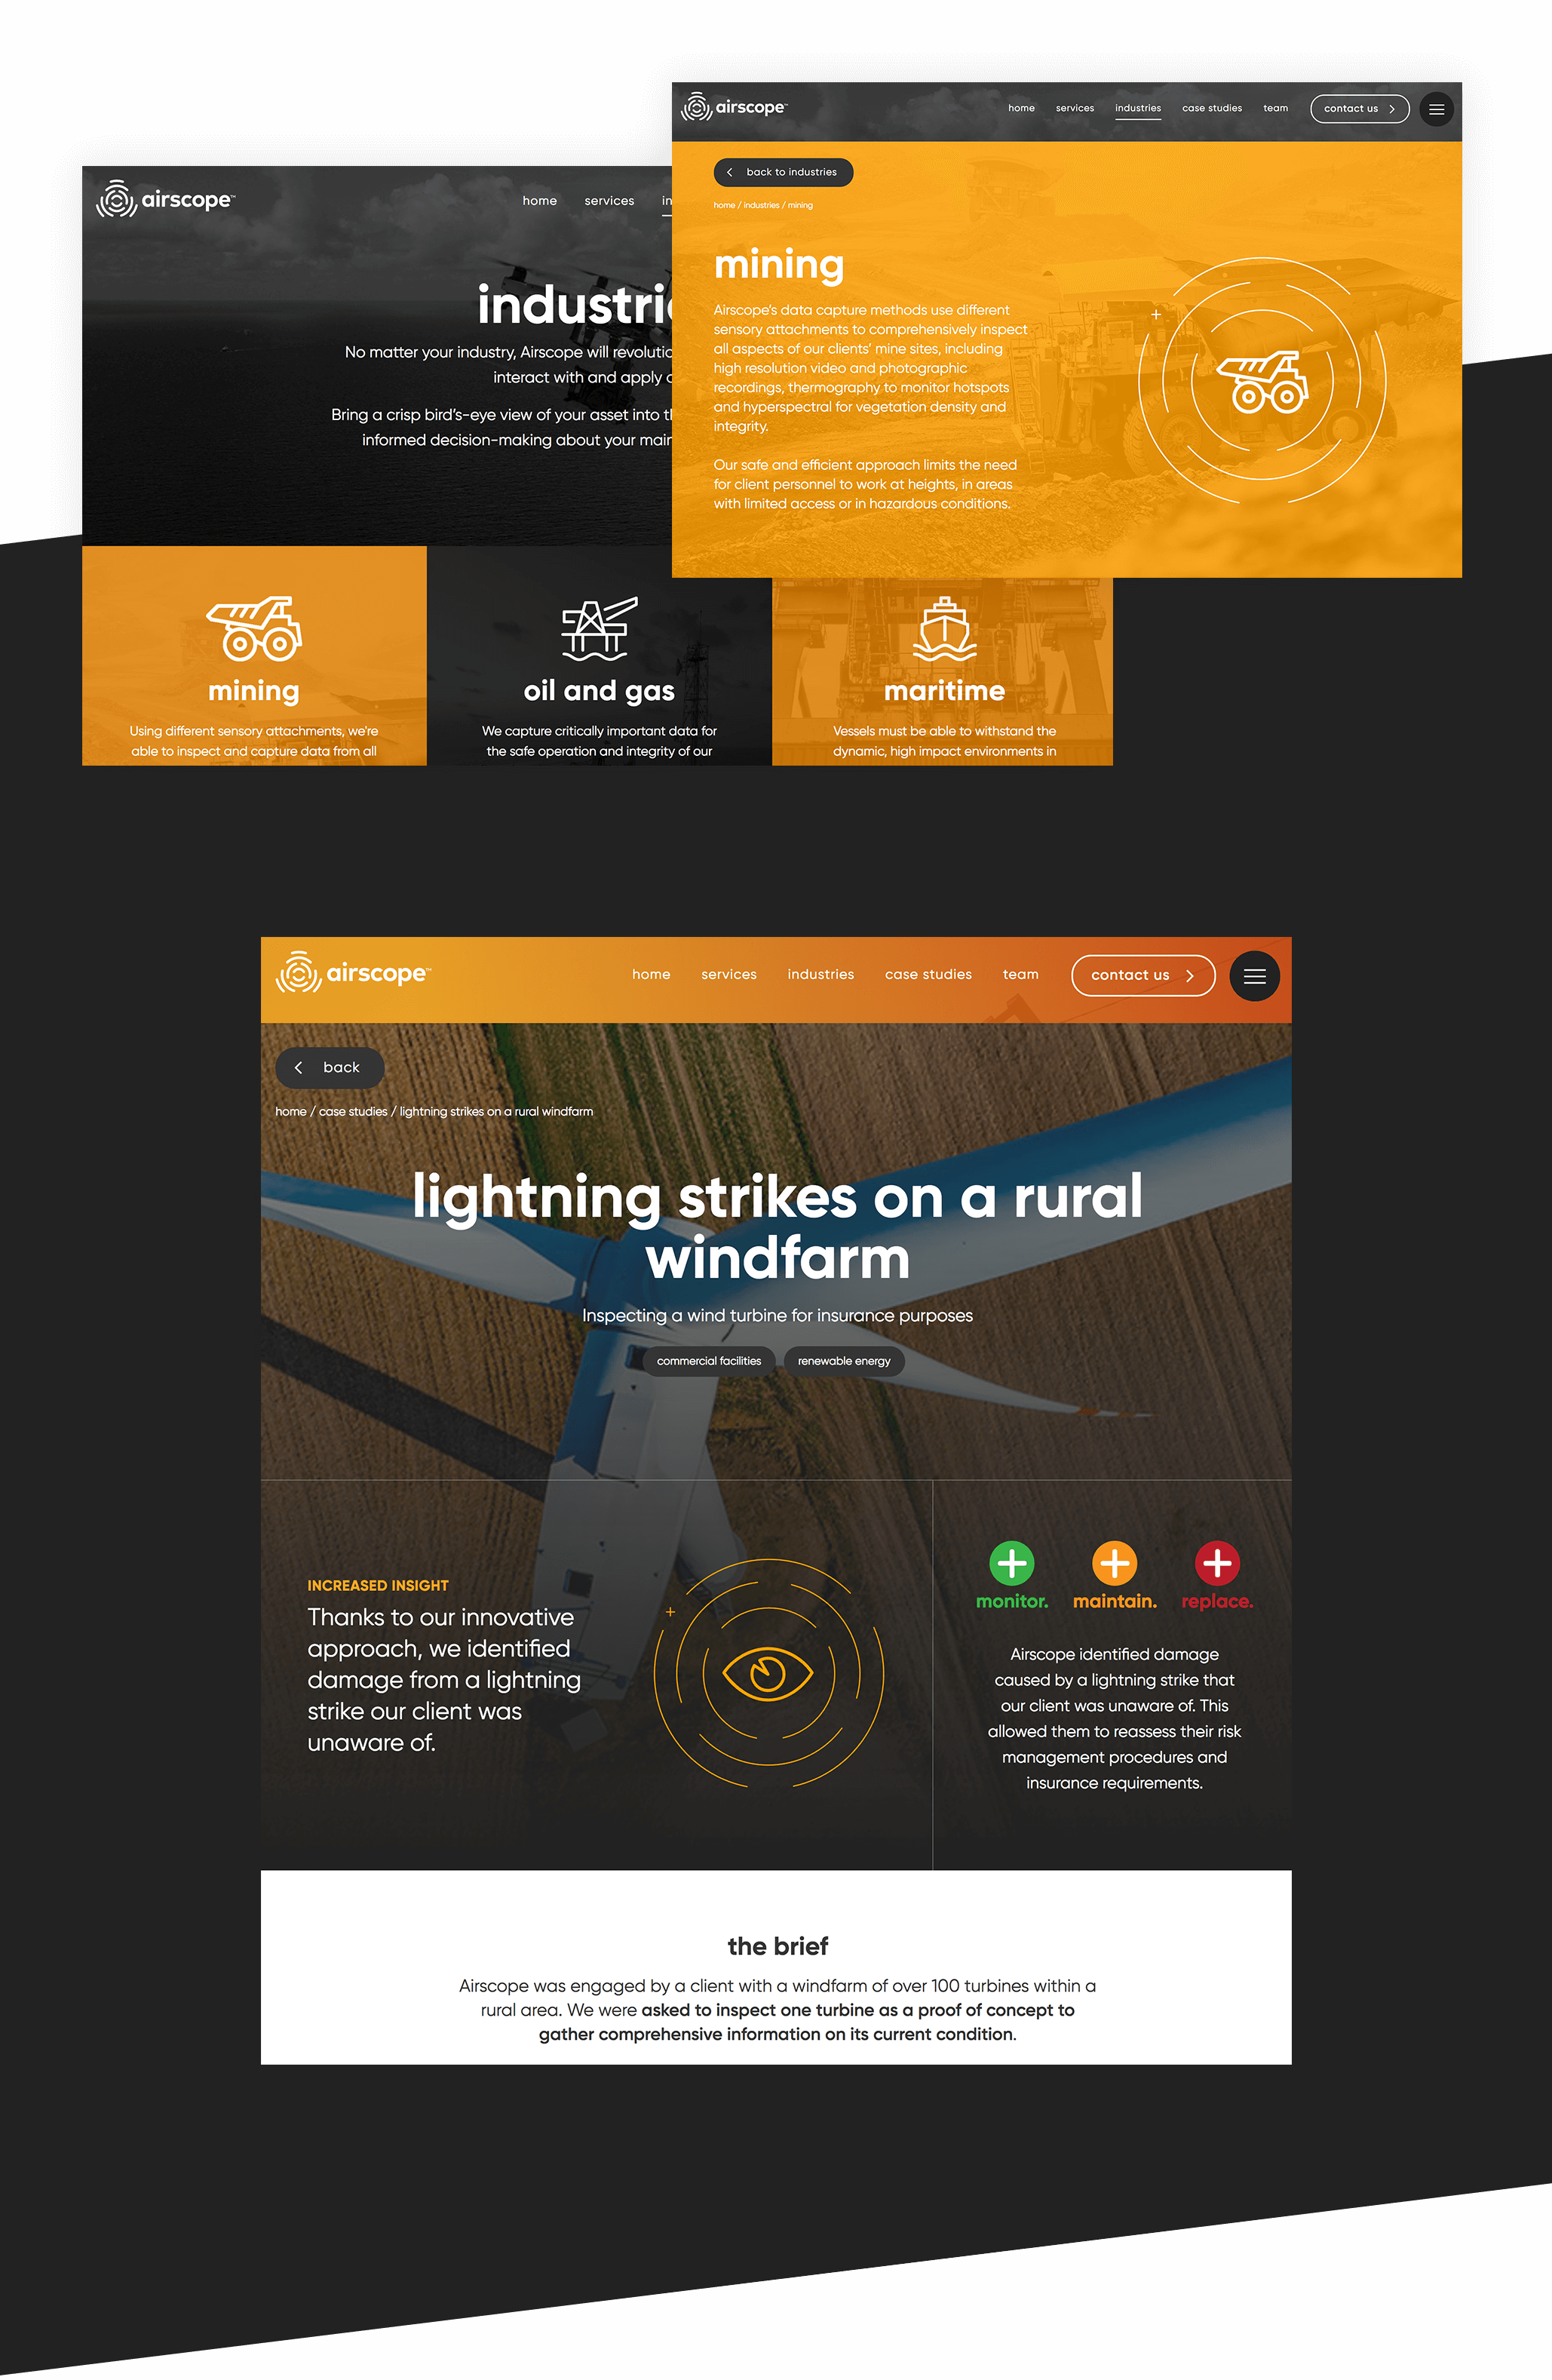 airscope™
home services industries case studies team contact us
back to industries
home / industries / mining
mining
Airscope's data capture methods use different
sensory attachments to comprehensively inspect
all aspects of our clients' mine sites, including
high resolution video and photographic
recordings, thermography to monitor hotspots
and hyperspectral for vegetation density and
integrity.
Our safe and efficient approach limits the need
for client personnel to work at heights, in areas
with limited access or in hazardous conditions.
airscope™
home services in
industri
No matter your industry, Airscope will revolutio
interact with and apply
Bring a crisp bird's-eye view of your asset into
informed decision-making about your
mining
Using different sensory attachments, we're
able to inspect and capture data from all
oil and gas
We capture critically important data for
the safe operation and integrity of our
maritime
Vessels must be able to withstand the
dynamic, high impact environments in
airscope™
home services industries case studies team contact us
back
home / case studies / lightning strikes on a rural windfarm
lightning strikes on a rural
windfarm
Inspecting a wind turbine for insurance purposes
commercial facilities renewable energy
INCREASED INSIGHT
Thanks to our innovative
approach, we identified
damage from a lightning
strike our client was
unaware of.
monitor. maintain. replace.
Airscope identified damage
caused by a lightning strike that
our client was unaware of. This
allowed them to reassess their risk
management procedures and
insurance requirements.
the brief
Airscope was engaged by a client with a windfarm of over 100 turbines within a
rural area. We were asked to inspect one turbine as a proof of concept to
gather comprehensive information on its current condition.